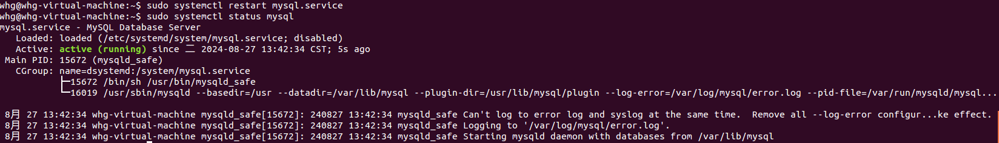 whg@whg-virtual-machine:~$ sudo systemctl restart mysql.service
whg@whg-virtual-machine:~$ sudo systemctl status mysql
mysql.service - MySQL Database Server
   Loaded: loaded (/etc/systemd/system/mysql.service; disabled)
   Active: active (running) since 二 2024-08-27 13:42:34 CST; 5s ago
 Main PID: 15672 (mysqld_safe)
   CGroup: name=dsystemd:/system/mysql.service
           ├─15672 /bin/sh /usr/bin/mysqld_safe
           └─16019 /usr/sbin/mysqld --basedir=/usr --datadir=/var/lib/mysql --plugin-dir=/usr/lib/mysql/plugin --log-error=/var/log/mysql/error.log --pid-file=/var/run/mysqld/mysql...
 8月 27 13:42:34 whg-virtual-machine mysqld_safe[15672]: 240827 13:42:34 mysqld_safe Can't log to error log and syslog at the same time.  Remove all --log-error configur...ke effect.
 8月 27 13:42:34 whg-virtual-machine mysqld_safe[15672]: 240827 13:42:34 mysqld_safe Logging to '/var/log/mysql/error.log'.
 8月 27 13:42:34 whg-virtual-machine mysqld_safe[15672]: 240827 13:42:34 mysqld_safe Starting mysqld daemon with databases from /var/lib/mysql